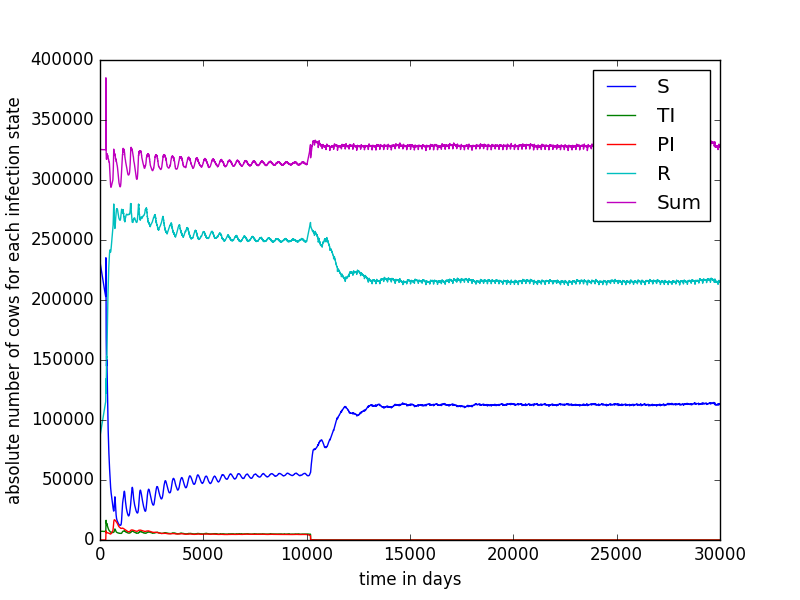 400000
350000
300000
250000
200000
150000
100000
50000
0
absolute number of cows for each infection state
S
TI
PI
R
Sum
0
5000
10000
15000
20000
25000
30000
time in days